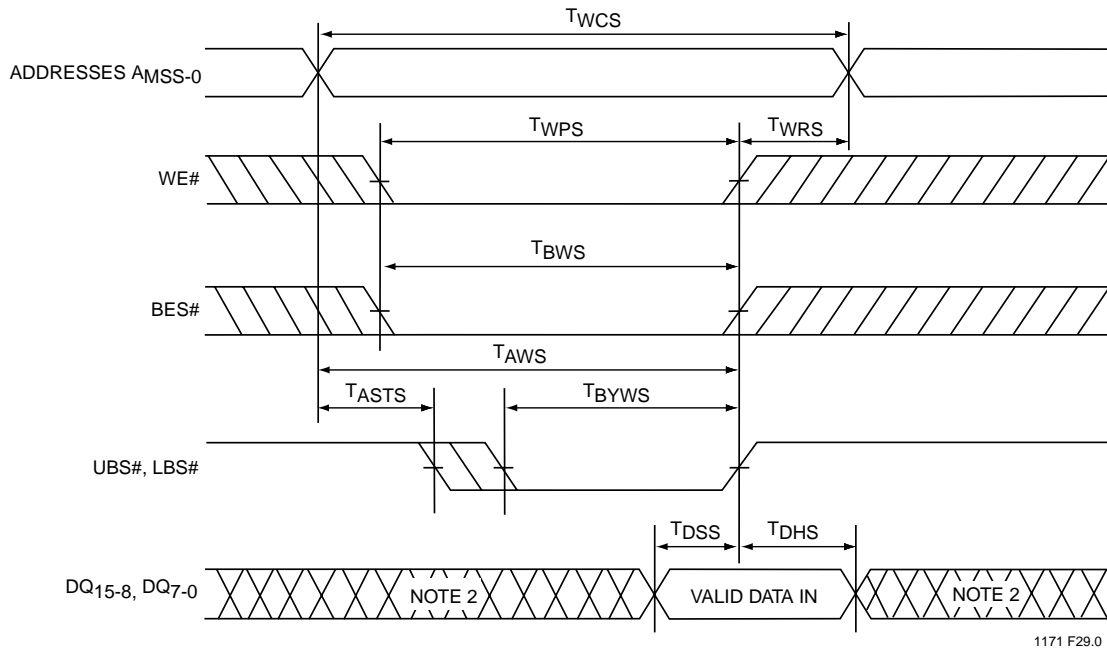 TWCS
ADDRESSES AMSS-0
TWPS
TWRS
WE#
TBWS
BES#
TAWS
TASTS
TBYWS
UBS#, LBS#
TDSS
TDHS
DQ15-8, DQ7-0
NOTE 2
VALID DATA IN
NOTE 2
1171 F29.0